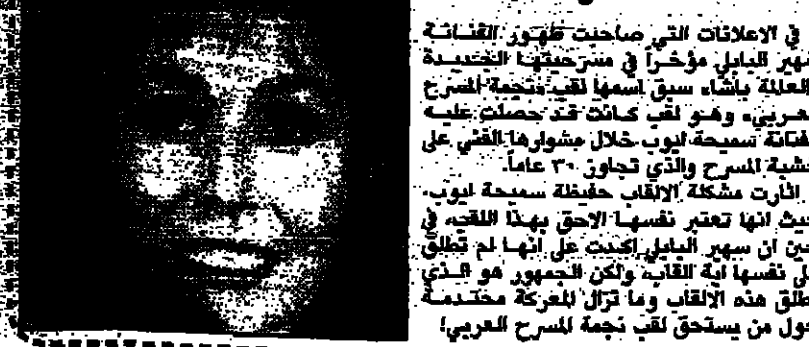 في الاعلانات التي صاحبت ظهور الفنانة
سهير البابلي مؤخراً في مسرحيتها الجديدة
العالمة باشا، سبق اسمها لقب «نجمة المسرح
العربي» وهو لقب كانت قد حصلت عليه
الفنانة سميحة ايوب خلال مشوارها الفني على
خشبة المسرح والذي تجاوز ٣٠ عاماً.
اثارت مشكلة الالقاب حفيظة سميحة ايوب،
حيث انها تعتبر نفسها الاحق بهذا اللقب، في
حين ان سهير البابلي اكدت على انها لم تطلق
على نفسها اية القاب، ولكن الجمهور هو الذي
يطلق هذه الالقاب وما تزال المعركة محتدمة
حول من يستحق لقب نجمة المسرح العربي!